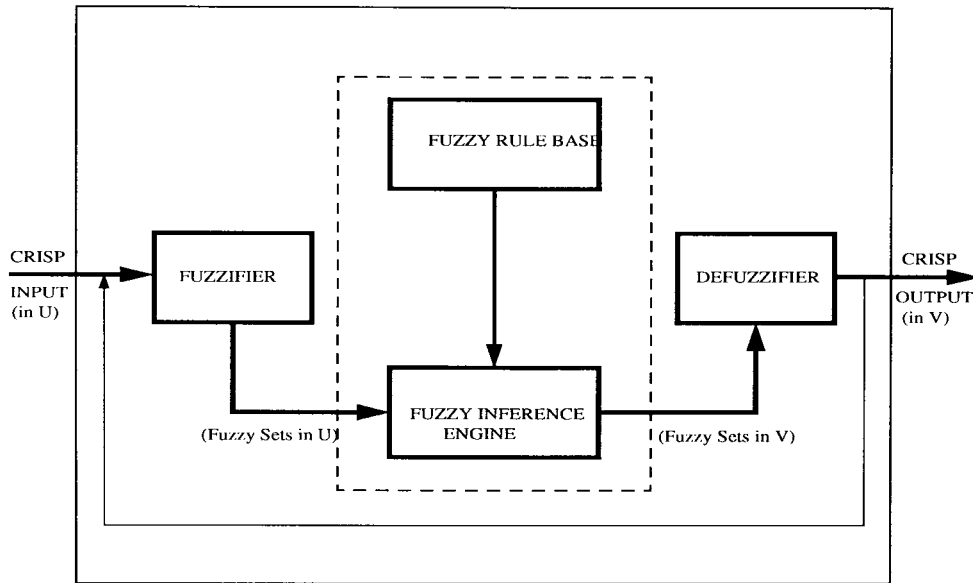 FUZZY RULE BASE
CRISP
INPUT
(in U)
FUZZIFIER
DEFUZZIFIER
CRISP
OUTPUT
(in V)
(Fuzzy Sets in U)
FUZZY INFERENCE
ENGINE
(Fuzzy Sets in V)